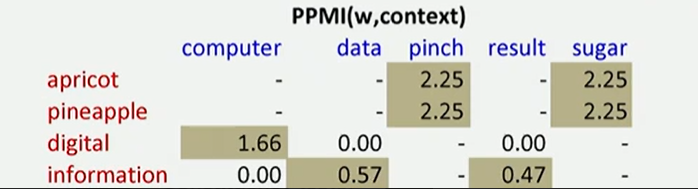 PPMI(w,context)
computer data pinch result sugar
apricot - - 2.25 - 2.25
pineapple - - 2.25 - 2.25
digital 1.66 0.00 - 0.00 -
information 0.00 0.57 - 0.47 -